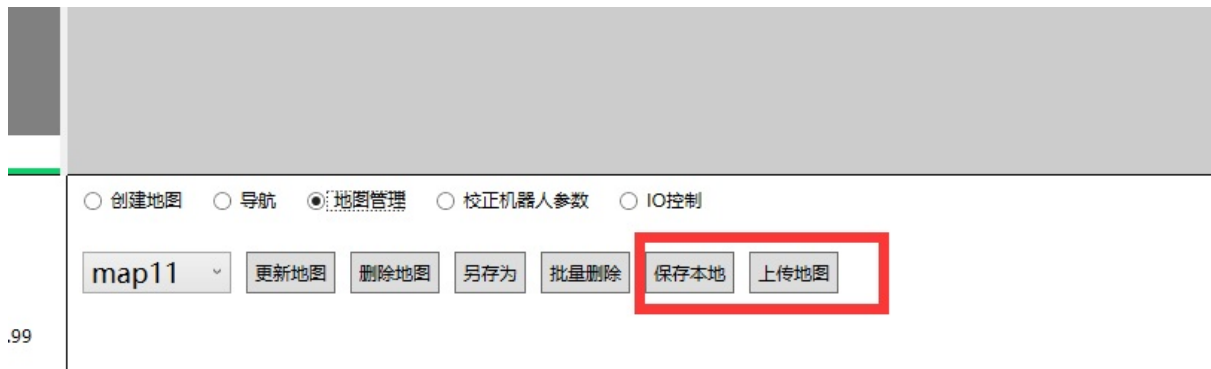 创建地图 导航 地图管理 校正机器人参数 IO控制
map11 更新地图 删除地图 另存为 批量删除 保存本地 上传地图
.99